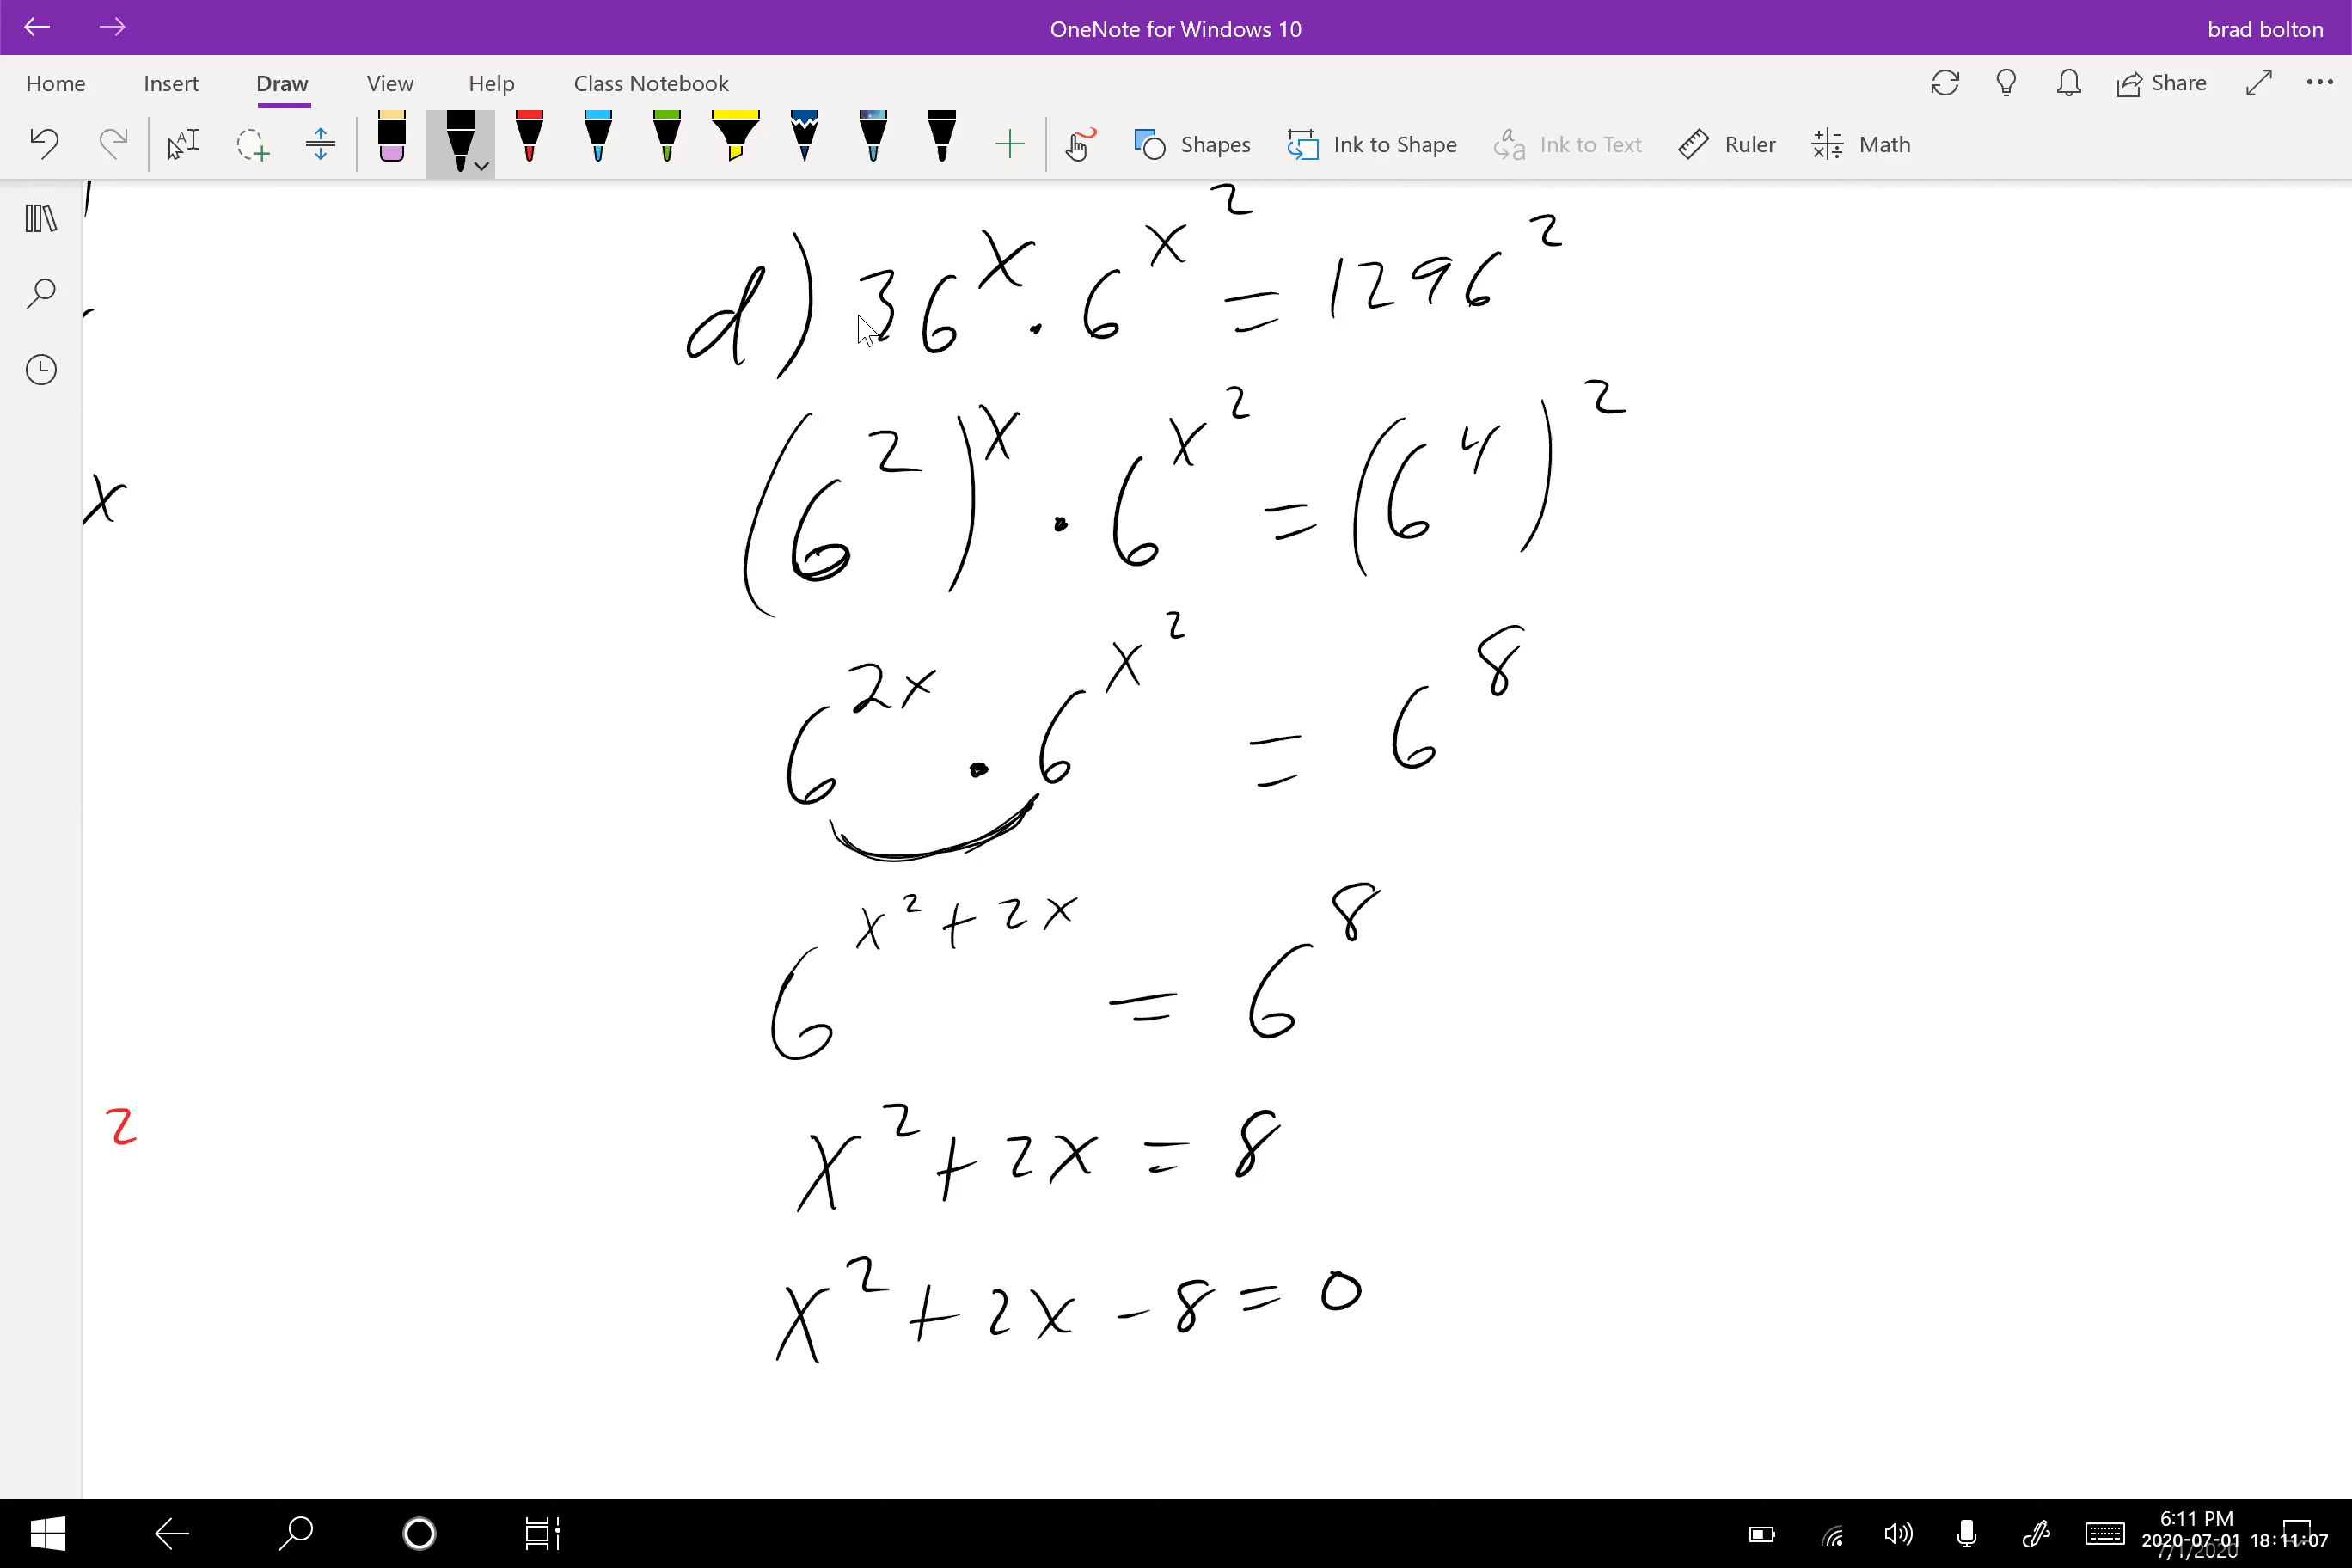 OneNote for Windows 10
brad bolton
Home Insert Draw View Help Class Notebook Share
Shapes Ink to Shape Ink to Text Ruler Math
d) 36^x · 6^x^2 = 1296^2
(6^2)^x · 6^x^2 = (6^4)^2
x
6^2x · 6^x^2 = 6^8
6^x^2+2x = 6^8
2
x^2 + 2x = 8
x^2 + 2x - 8 = 0
6:11 PM
2020-07-01 18:11:07
7/1/2020